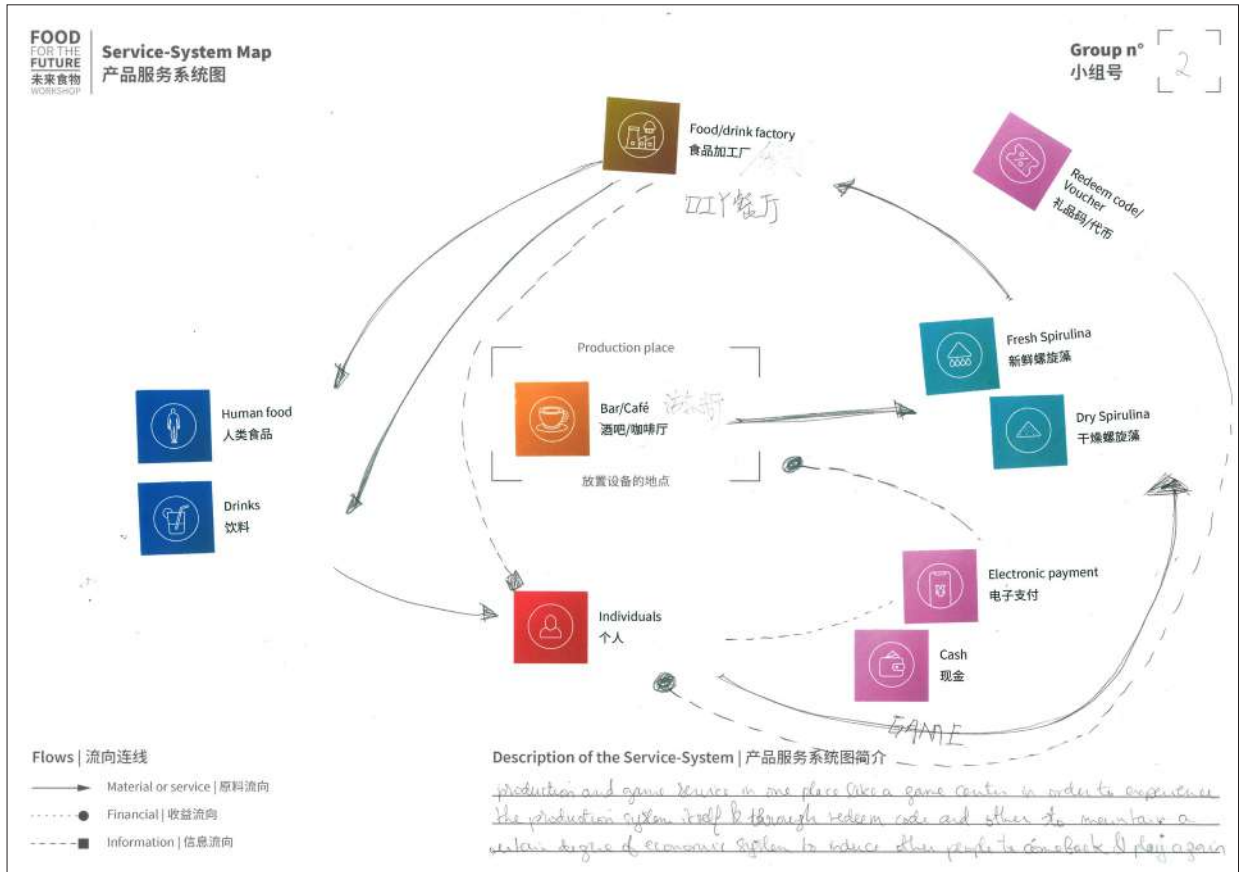 FOOD
FOR THE
FUTURE
未来食物
WORKSHOP
Service-System Map
产品服务系统图
Group n°
小组号
2
Food/drink factory
食品加工厂
DIY餐厅
Redeem code/
Voucher
礼品码/代币
Fresh Spirulina
新鲜螺旋藻
Dry Spirulina
干燥螺旋藻
Production place
Bar/Café
酒吧/咖啡厅
放置设备的地点
Human food
人类食品
Drinks
饮料
Individuals
个人
Electronic payment
电子支付
Cash
现金
GAME
Flows | 流向连线
Material or service | 原料流向
Financial | 收益流向
Information | 信息流向
Description of the Service-System | 产品服务系统图简介
production and game service in one place like a game center in order to experience
the production system itself & through redeem code and other to maintain a
certain degree of economic system to induce other people to comeback & play again